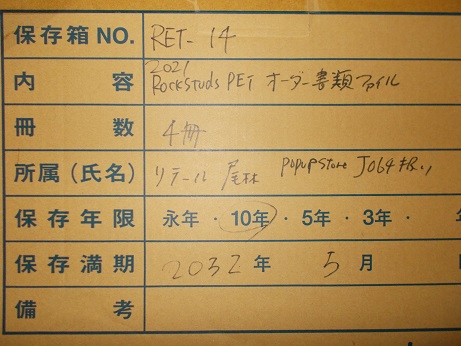 保存箱NO. RET-14
内容 2021
ROCKSTUDS PET オーダー書類ファイル
冊数 4冊
所属(氏名) リテール 尾林 POPUP Store J064
保存年限 永年・10年・5年・3年・ 年
保存満期 2032年 5月
備考